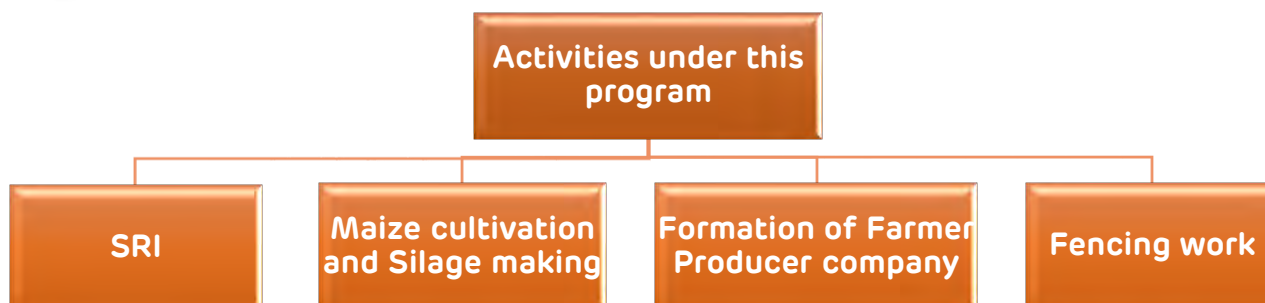 Activities under this
program
SRI
Maize cultivation
and Silage making
Formation of Farmer
Producer company
Fencing work